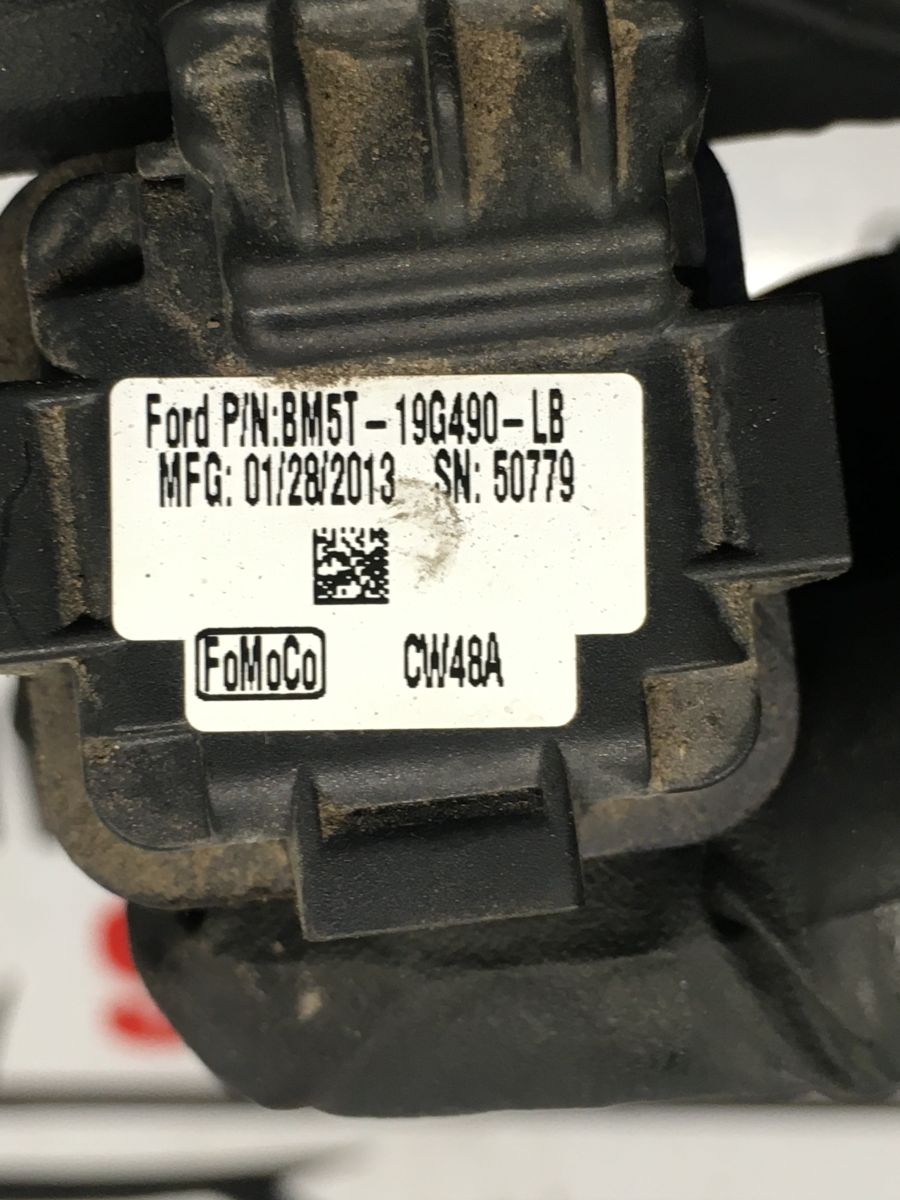 Ford P/N:BM5T-19G490-LB
MFG: 01/28/2013 SN: 50779
FoMoCo CW48A